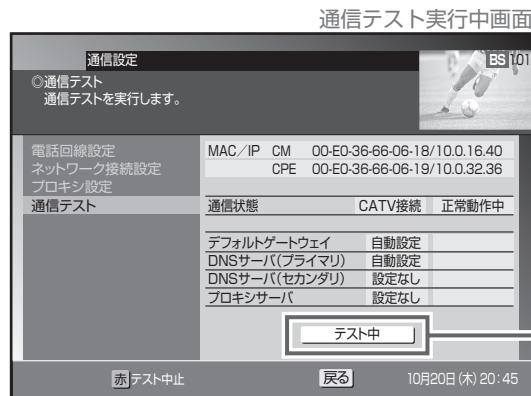 通信テスト実行中画面
通信設定
BS 101
◎通信テスト
通信テストを実行します。
電話回線設定
ネットワーク接続設定
プロキシ設定
通信テスト
MAC/IP CM 00-E0-36-66-06-18/10.0.16.40
CPE 00-E0-36-66-06-19/10.0.32.36
通信状態 CATV接続 正常動作中
デフォルトゲートウェイ 自動設定
DNSサーバ(プライマリ) 自動設定
DNSサーバ(セカンダリ) 設定なし
プロキシサーバ 設定なし
テスト中
赤 テスト中止 戻る 10月20日(木) 20:45